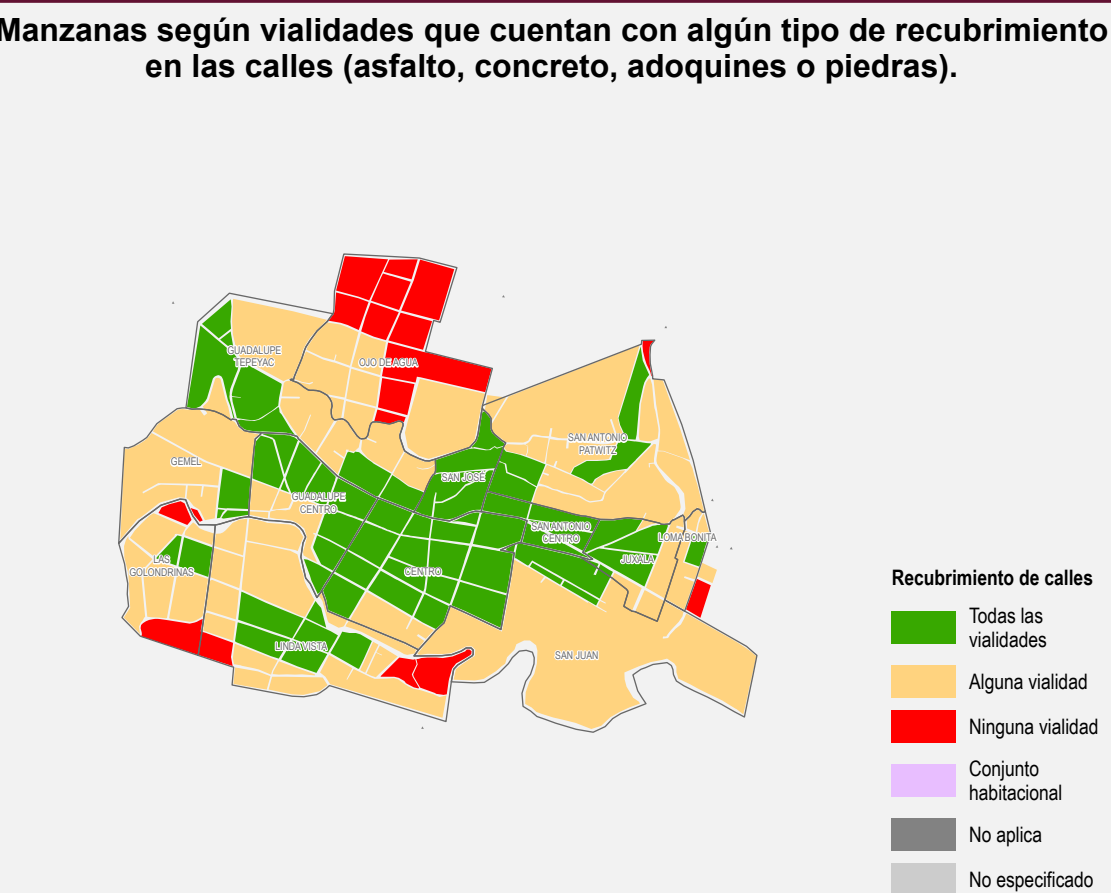 Manzanas según vialidades que cuentan con algún tipo de recubrimiento
en las calles (asfalto, concreto, adoquines o piedras).
GUADALUPE
TEPEYAC
OJO DE AGUA
SAN ANTONIO
PATWITZ
GEMEL
SAN JOSE
GUADALUPE
CENTRO
SAN ANTONIO
CENTRO
LOMA BONITA
JUXALA
LAS
GOLONDRINAS
CENTRO
LINDA VISTA
SAN JUAN
Recubrimiento de calles
Todas las
vialidades
Alguna vialidad
Ninguna vialidad
Conjunto
habitacional
No aplica
No especificado